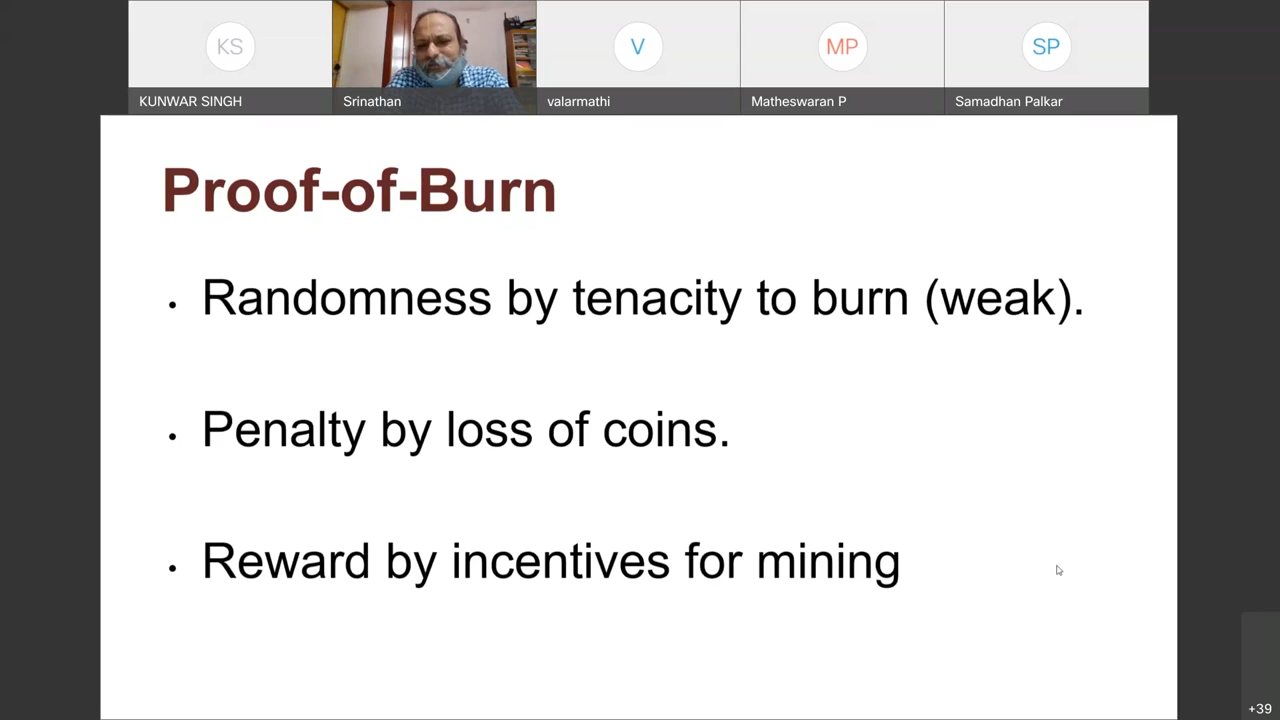 KS
V
MP
SP
KUNWAR SINGH
Srinathan
valarmathi
Matheswaran P
Samadhan Palkar
Proof-of-Burn
• Randomness by tenacity to burn (weak).
• Penalty by loss of coins.
• Reward by incentives for mining
+39